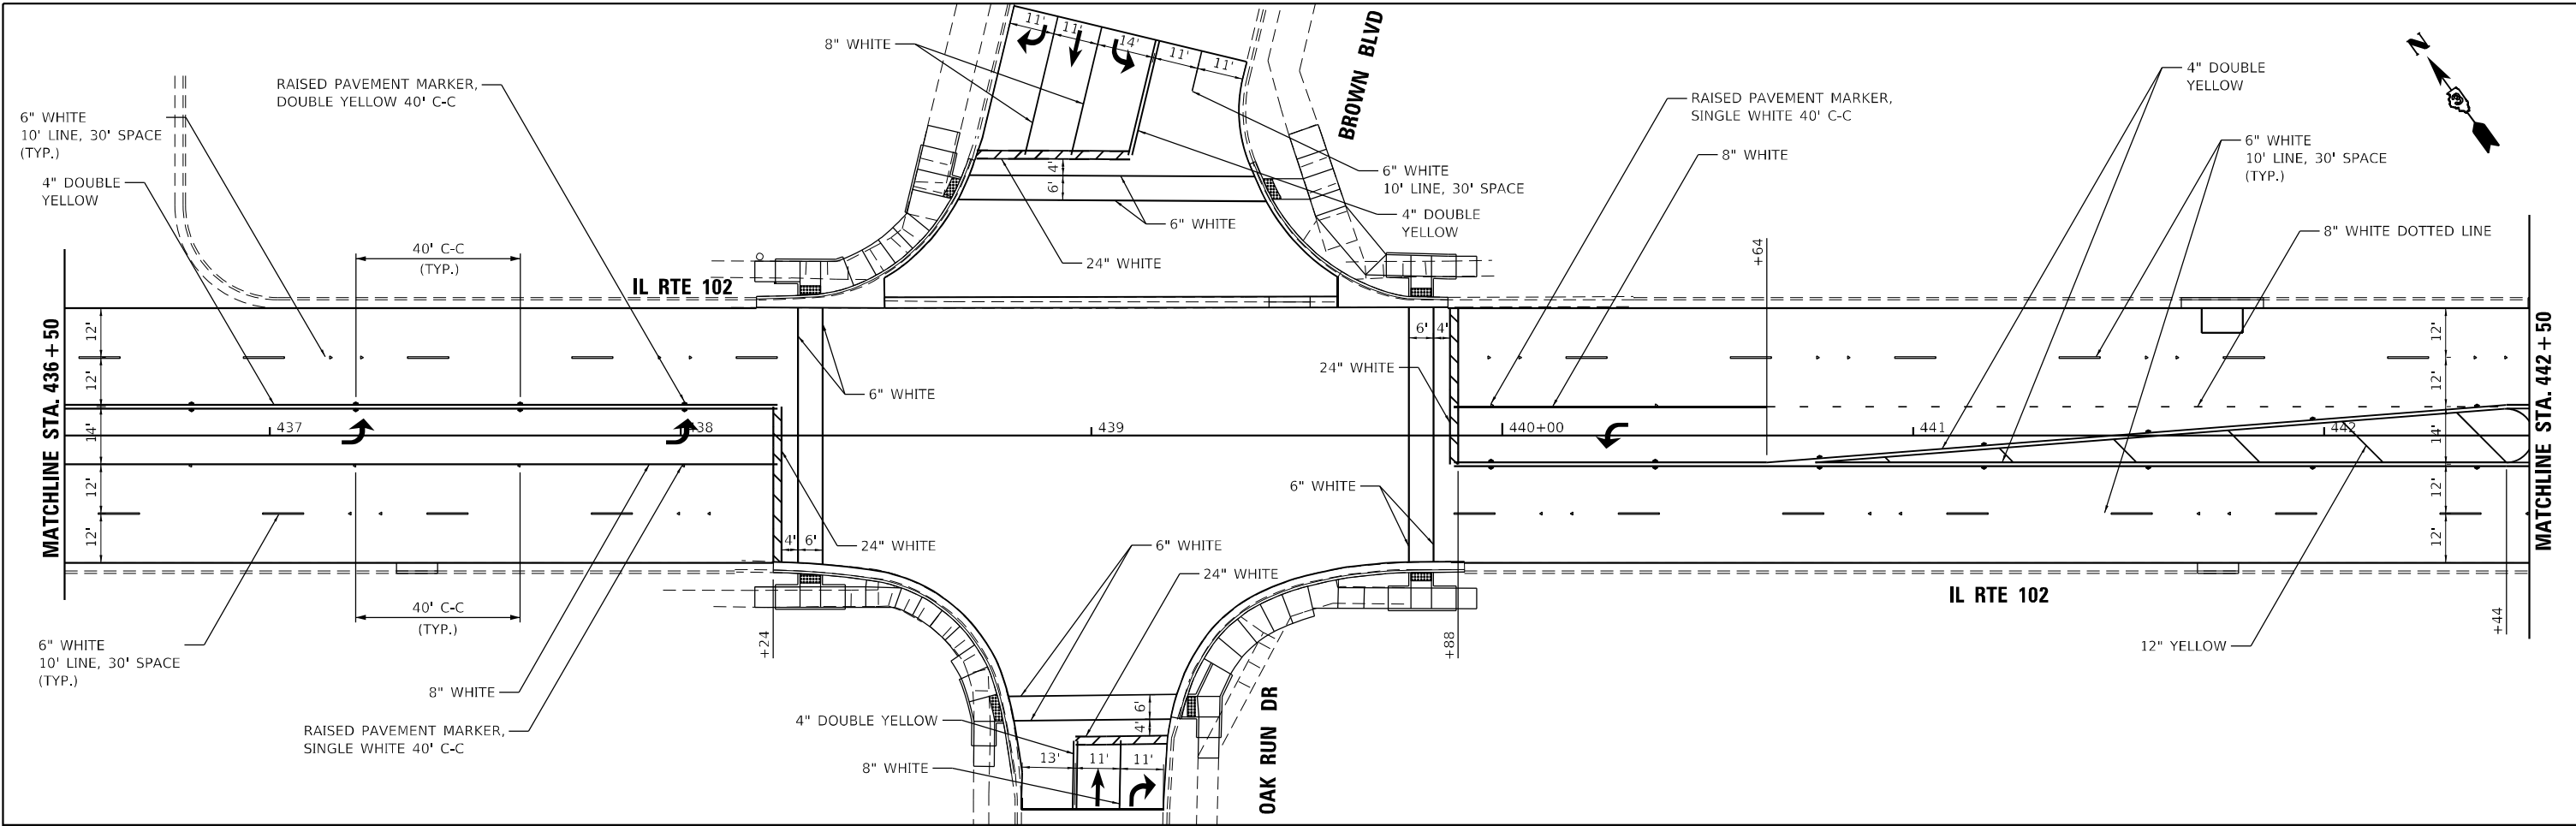 11'
11'
14'
11'
11'
8" WHITE
BROWN BLVD
N
3
4" DOUBLE
YELLOW
RAISED PAVEMENT MARKER,
DOUBLE YELLOW 40' C-C
RAISED PAVEMENT MARKER,
SINGLE WHITE 40' C-C
6" WHITE
10' LINE, 30' SPACE
(TYP.)
6" WHITE
10' LINE, 30' SPACE
(TYP.)
8" WHITE
4" DOUBLE
YELLOW
4'
6'
6" WHITE
10' LINE, 30' SPACE
4" DOUBLE
YELLOW
6" WHITE
24" WHITE
8" WHITE DOTTED LINE
+64
40' C-C
(TYP.)
IL RTE 102
MATCHLINE STA. 436+50
12'
12'
14'
12'
12'
6' 4'
24" WHITE
6" WHITE
12'
12'
14'
12'
12'
MATCHLINE STA. 442+50
437
438
439
440+00
441
442
6" WHITE
4' 6'
24" WHITE
6" WHITE
24" WHITE
40' C-C
(TYP.)
+24
+88
IL RTE 102
+44
6" WHITE
10' LINE, 30' SPACE
(TYP.)
12" YELLOW
8" WHITE
RAISED PAVEMENT MARKER,
SINGLE WHITE 40' C-C
4" DOUBLE YELLOW
6'
4'
8" WHITE
13'
11'
11'
OAK RUN DR